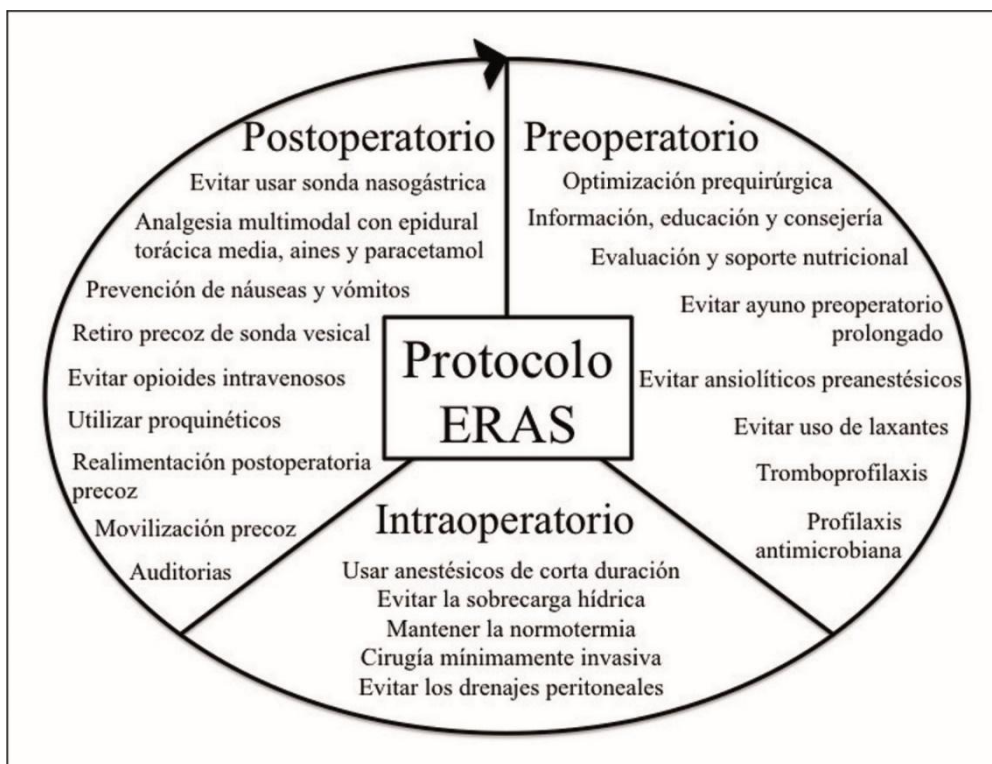 Postoperatorio
Evitar usar sonda nasogástrica
Analgesia multimodal con epidural
torácica media, aines y paracetamol
Prevención de náuseas y vómitos
Retiro precoz de sonda vesical
Evitar opioides intravenosos
Utilizar proquinéticos
Realimentación postoperatoria
precoz
Movilización precoz
Auditorias
Preoperatorio
Optimización prequirúrgica
Información, educación y consejería
Evaluación y soporte nutricional
Evitar ayuno preoperatorio
prolongado
Evitar ansiolíticos preanestésicos
Evitar uso de laxantes
Tromboprofilaxis
Profilaxis
antimicrobiana
Protocolo
ERAS
Intraoperatorio
Usar anestésicos de corta duración
Evitar la sobrecarga hídrica
Mantener la normotermia
Cirugía mínimamente invasiva
Evitar los drenajes peritoneales